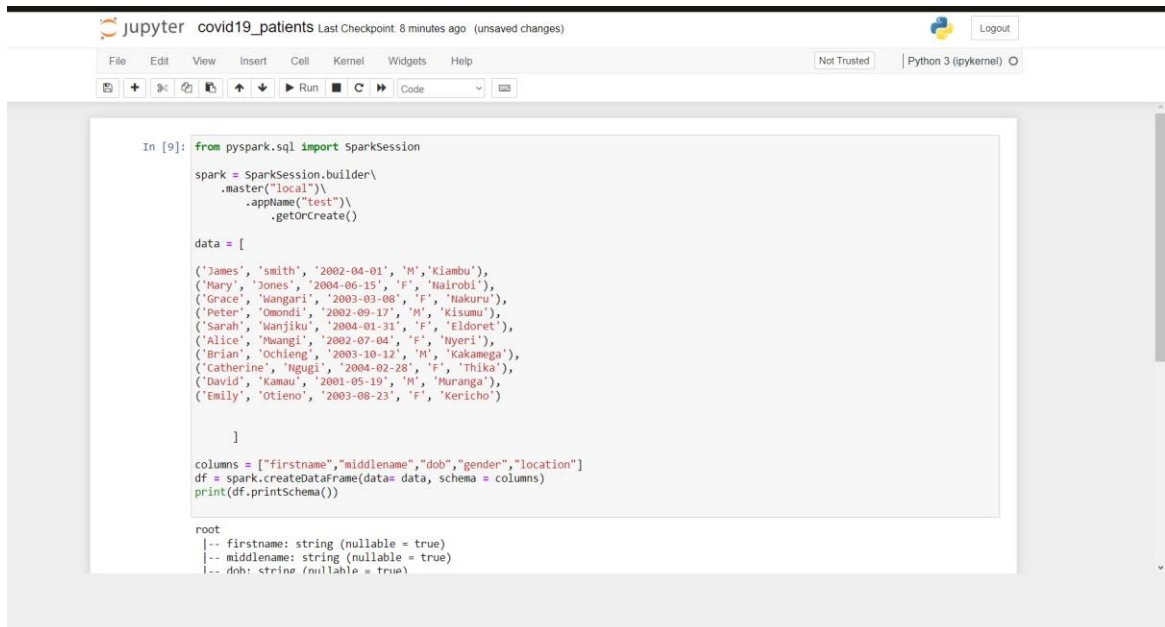 jupyter covid19_patients Last Checkpoint: 8 minutes ago (unsaved changes)
Logout
File Edit View Insert Cell Kernel Widgets Help
Not Trusted
Python 3 (ipykernel)
Run
Code
In [9]: from pyspark.sql import SparkSession
spark = SparkSession.builder\
.master("local")\
.appName("test")\
.getOrCreate()
data = [
('James', 'smith', '2002-04-01', 'M','Kiambu'),
('Mary', 'Jones', '2004-06-15', 'F', 'Nairobi'),
('Grace', 'Wangari', '2003-03-08', 'F', 'Nakuru'),
('Peter', 'Omondi', '2002-09-17', 'M', 'Kisumu'),
('Sarah', 'Wanjiku', '2004-01-31', 'F', 'Eldoret'),
('Alice', 'Mwangi', '2002-07-04', 'F', 'Nyeri'),
('Brian', 'Ochieng', '2003-10-12', 'M', 'Kakamega'),
('Catherine', 'Ngugi', '2004-02-28', 'F', 'Thika'),
('David', 'Kamau', '2001-05-19', 'M', 'Muranga'),
('Emily', 'Otieno', '2003-08-23', 'F', 'Kericho')
]
columns = ["firstname","middlename","dob","gender","location"]
df = spark.createDataFrame(data= data, schema = columns)
print(df.printSchema())
root
|-- firstname: string (nullable = true)
|-- middlename: string (nullable = true)
|-- dob: string (nullable = true)